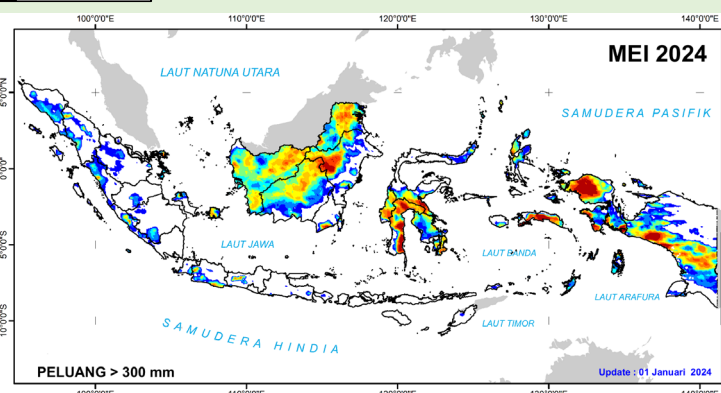 100°0'0"E 110°0'0"E 120°0'0"E 130°0'0"E 140°0'0"E
MEI 2024
LAUT NATUNA UTARA
5°0'0"N
SAMUDERA PASIFIK
0°0'0"
LAUT JAWA
LAUT BANDA
5°0'0"S
LAUT ARAFURA
10°0'0"S
SAMUDERA HINDIA
LAUT TIMOR
PELUANG > 300 mm
Update : 01 Januari 2024